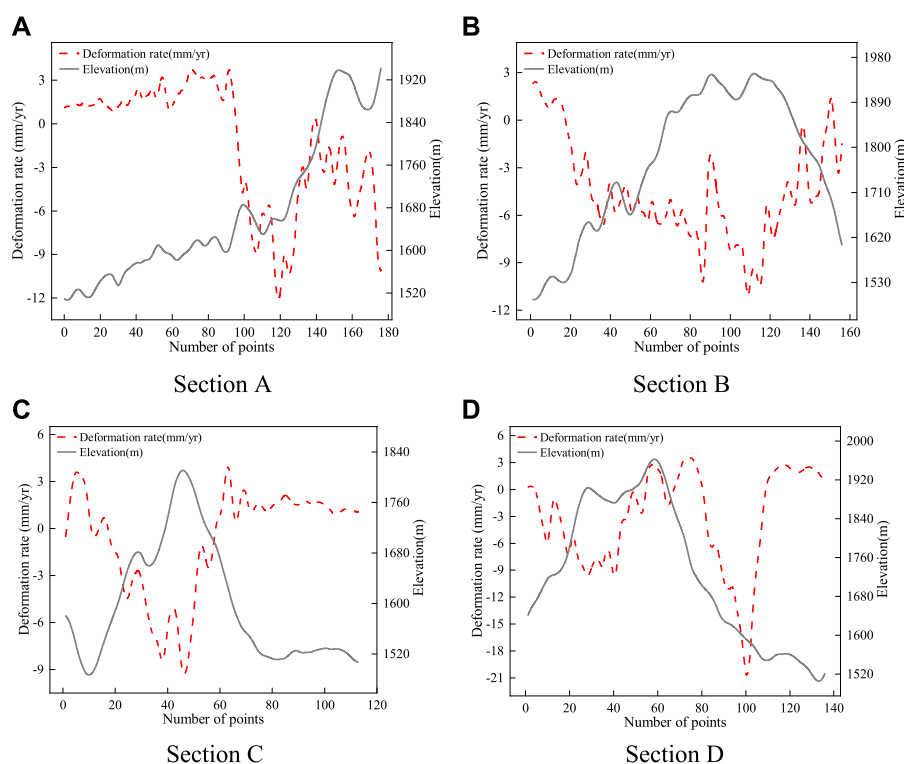 A
Deformation rate(mm/yr)
Elevation(m)
Deformation rate (mm/yr)
3
0
-3
-6
-9
-12
1920
1840
1760
1680
1600
1520
Elevation(m)
0 20 40 60 80 100 120 140 160 180
Number of points
Section A
B
Deformation rate(mm/yr)
Elevation(m)
Deformation rate (mm/yr)
3
0
-3
-6
-9
-12
1980
1890
1800
1710
1620
1530
Elevation(m)
0 20 40 60 80 100 120 140 160
Number of points
Section B
C
Deformation rate(mm/yr)
Elevation(m)
Deformation rate (mm/yr)
6
3
0
-3
-6
-9
1840
1760
1680
1600
1520
Elevation(m)
0 20 40 60 80 100 120
Number of points
Section C
D
Deformation rate(mm/yr)
Elevation(m)
Deformation rate (mm/yr)
6
3
0
-3
-6
-9
-12
-15
-18
-21
2000
1920
1840
1760
1680
1600
1520
Elevation(m)
0 20 40 60 80 100 120 140
Number of points
Section D